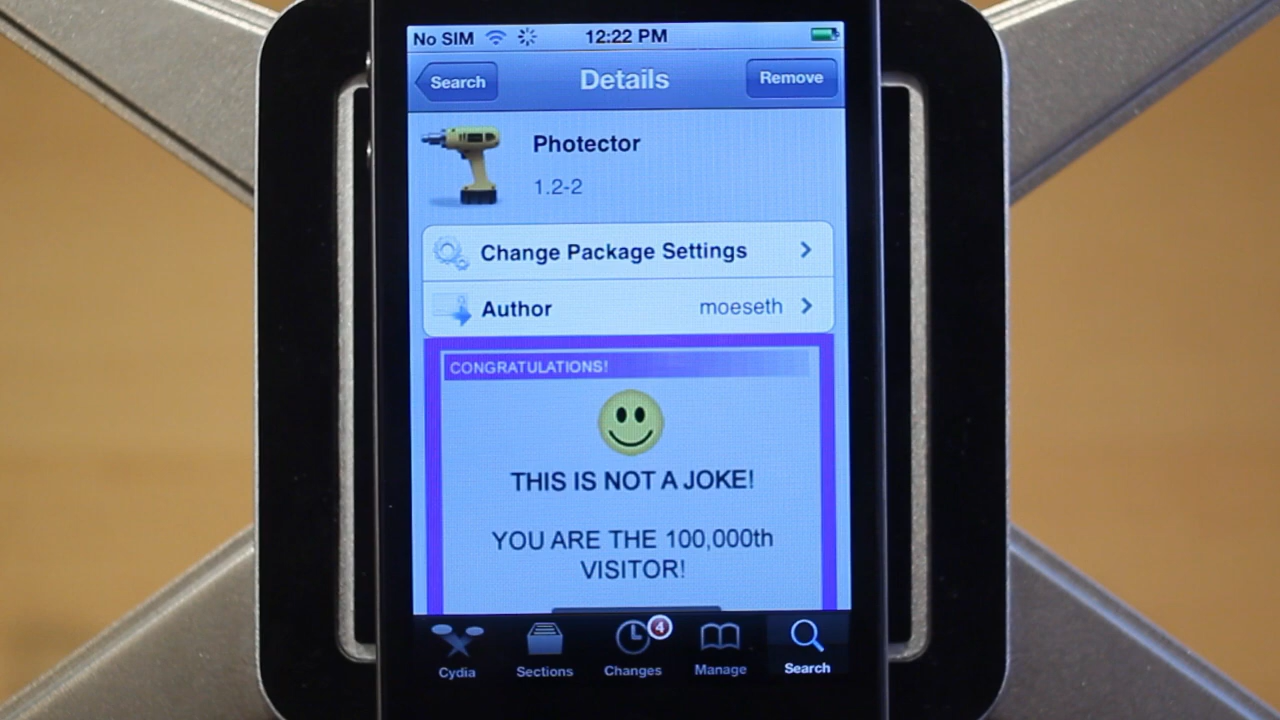 No SIM 12:22 PM
Search Details Remove
Photector
1.2-2
Change Package Settings
Author moeseth
CONGRATULATIONS!
THIS IS NOT A JOKE!
YOU ARE THE 100,000th
VISITOR!
4
Cydia Sections Changes Manage Search